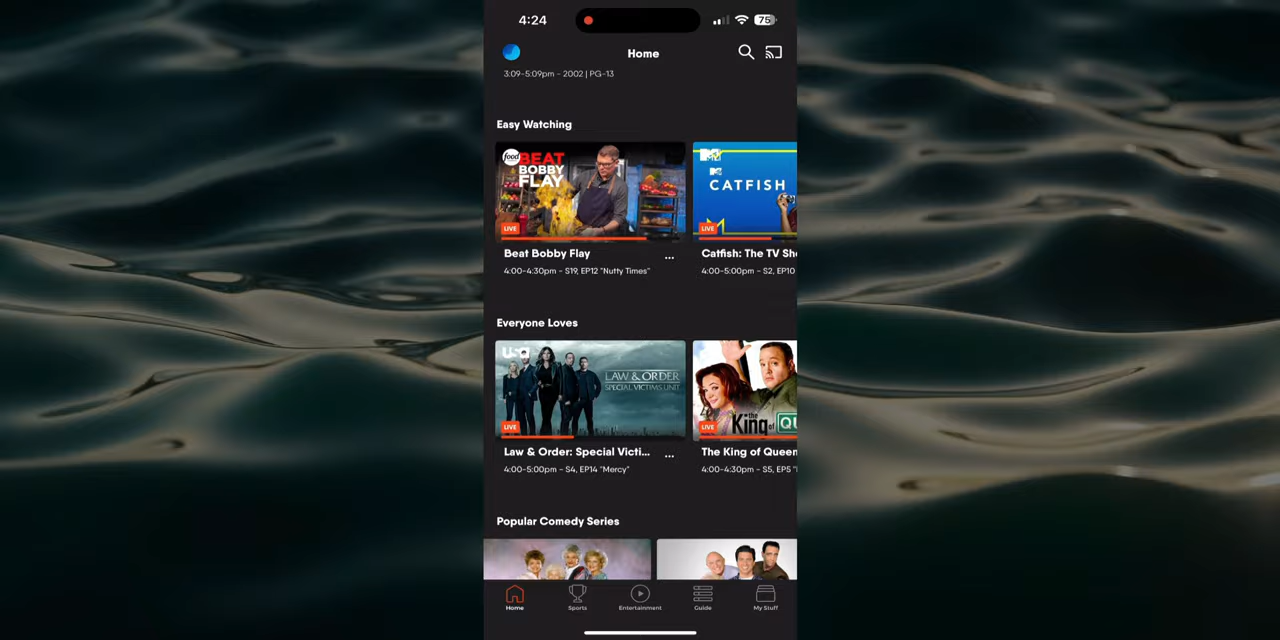 4:24
75
Home
3:09-5:09pm - 2002 | PG-13
Easy Watching
food
BEAT
BOBBY
FLAY
LIVE
MTV
CATFISH
LIVE
Beat Bobby Flay
...
Catfish: The TV Sh
4:00-4:30pm - S19, EP12 "Nutty Times"
4:00-5:00pm - S2, EP10
Everyone Loves
USA
LAW & ORDER
SPECIAL VICTIMS UNIT
LIVE
the
King of QU
LIVE
Law & Order: Special Victi...
...
The King of Queen
4:00-5:00pm - S4, EP14 "Mercy"
4:00-4:30pm - S5, EP5 "
Popular Comedy Series
Home
Sports
Entertainment
Guide
My Stuff